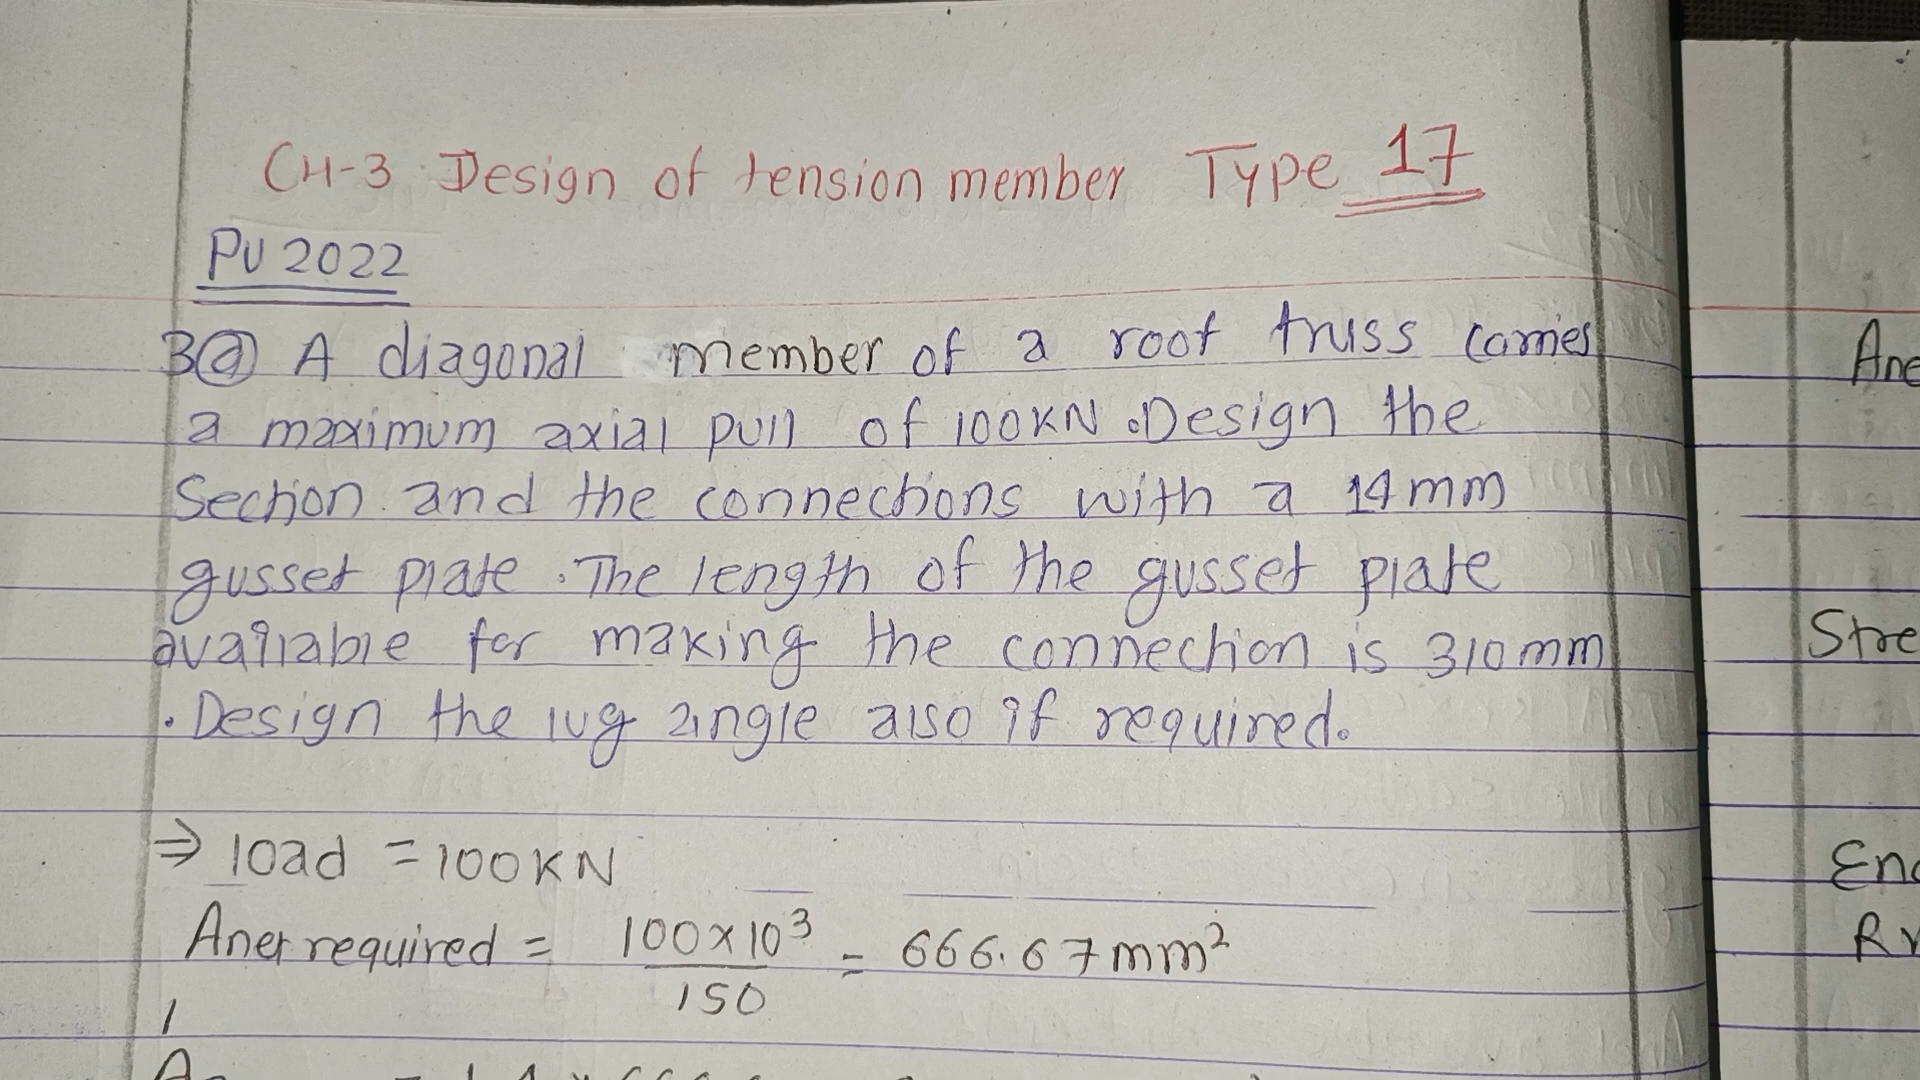 CH-3 Design of tension member Type 17
PU 2022
3(a) A diagonal member of a roof truss carries
a maximum axial pull of 100KN. Design the
Section and the connections with a 14mm
gusset plate. The length of the gusset plate
available for making the connection is 310mm
. Design the lug angle also if required.
⇒ load = 100KN
Anet required = 100×10³ / 150 = 666.67mm²
Stre
Rv